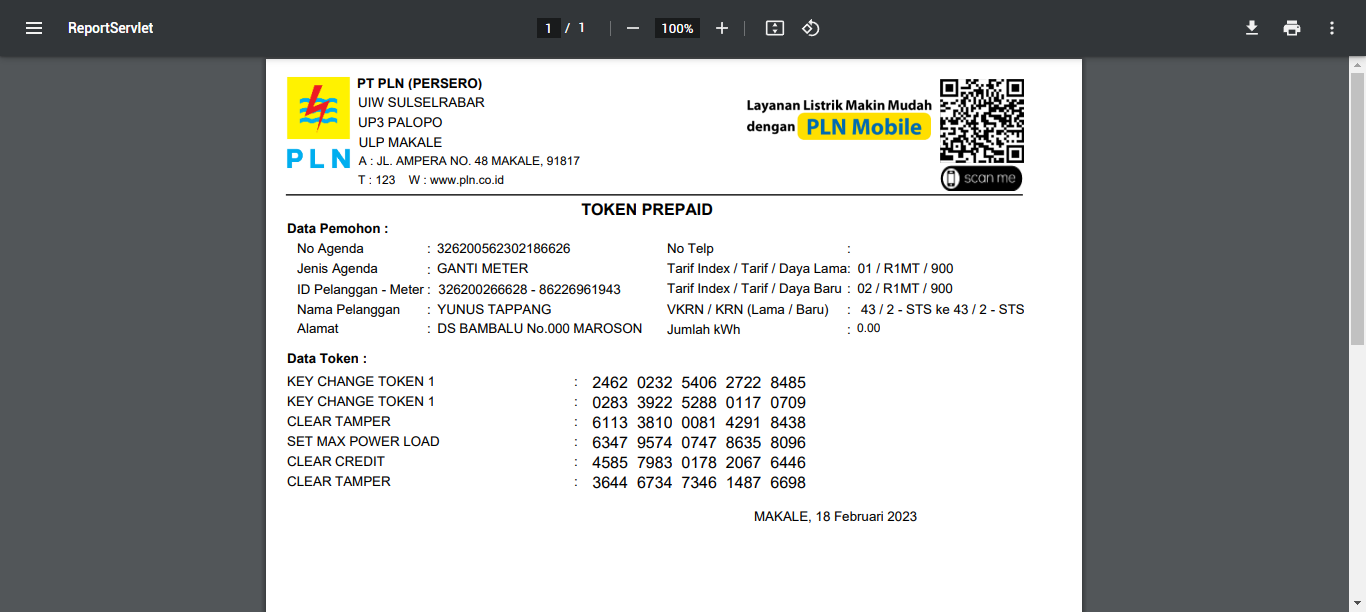 ReportServlet
1 / 1
100%
PT PLN (PERSERO)
UIW SULSELRABAR
UP3 PALOPO
ULP MAKALE
A : JL. AMPERA NO. 48 MAKALE, 91817
T : 123 W : www.pln.co.id
PLN
Layanan Listrik Makin Mudah
dengan PLN Mobile
scan me
TOKEN PREPAID
Data Pemohon :
No Agenda : 326200562302186626 No Telp :
Jenis Agenda : GANTI METER Tarif Index / Tarif / Daya Lama: 01 / R1MT / 900
ID Pelanggan - Meter : 326200266628 - 86226961943 Tarif Index / Tarif / Daya Baru : 02 / R1MT / 900
Nama Pelanggan : YUNUS TAPPANG VKRN / KRN (Lama / Baru) : 43 / 2 - STS ke 43 / 2 - STS
Alamat : DS BAMBALU No.000 MAROSON Jumlah kWh : 0.00
Data Token :
KEY CHANGE TOKEN 1 : 2462 0232 5406 2722 8485
KEY CHANGE TOKEN 1 : 0283 3922 5288 0117 0709
CLEAR TAMPER : 6113 3810 0081 4291 8438
SET MAX POWER LOAD : 6347 9574 0747 8635 8096
CLEAR CREDIT : 4585 7983 0178 2067 6446
CLEAR TAMPER : 3644 6734 7346 1487 6698
MAKALE, 18 Februari 2023